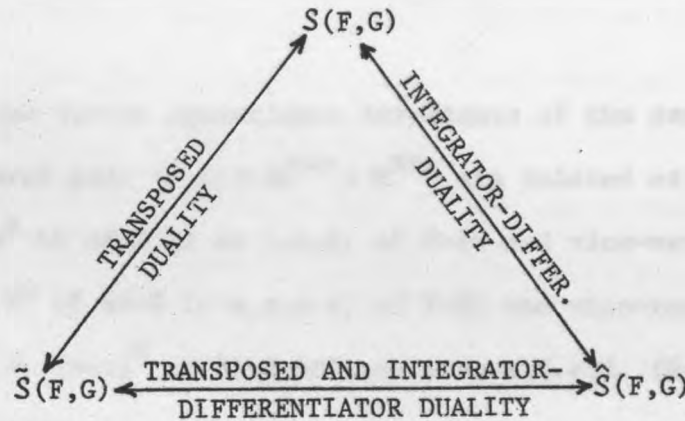 S(F,G)
TRANSPOSED
DUALITY
INTEGRATOR-DIFFER.
DUALITY
S̃(F,G)
TRANSPOSED AND INTEGRATOR-
DIFFERENTIATOR DUALITY
Ŝ(F,G)